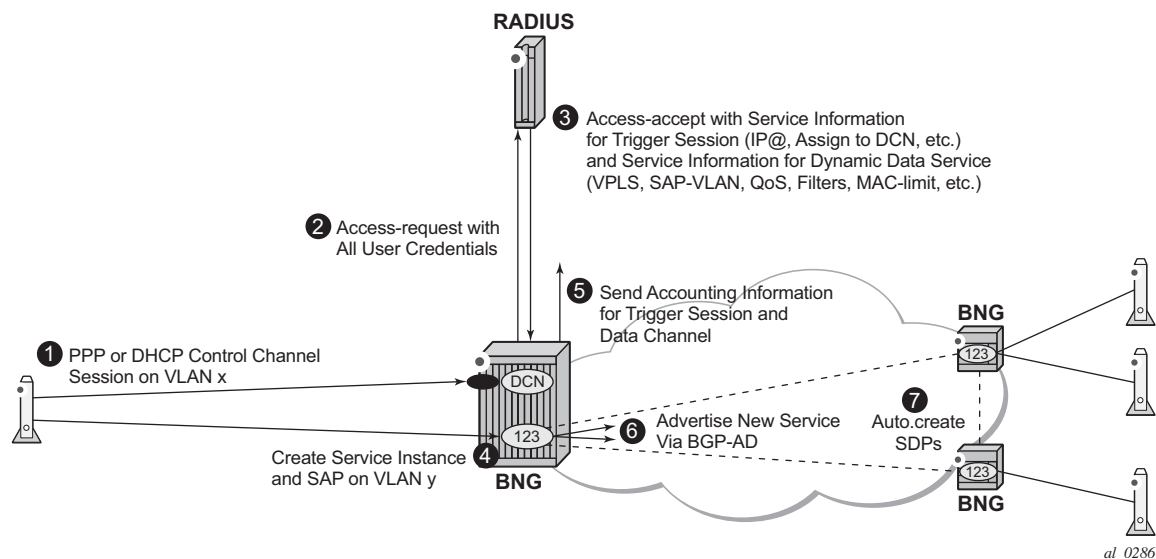 RADIUS
3 Access-accept with Service Information
for Trigger Session (IP@, Assign to DCN, etc.)
and Service Information for Dynamic Data Service
(VPLS, SAP-VLAN, QoS, Filters, MAC-limit, etc.)
2 Access-request with
All User Credentials
5 Send Accounting Information
for Trigger Session and
Data Channel
1 PPP or DHCP Control Channel
Session on VLAN x
DCN
123
4
Create Service Instance
and SAP on VLAN y
BNG
6 Advertise New Service
Via BGP-AD
7
Auto.create
SDPs
BNG
123
123
BNG
al_0286